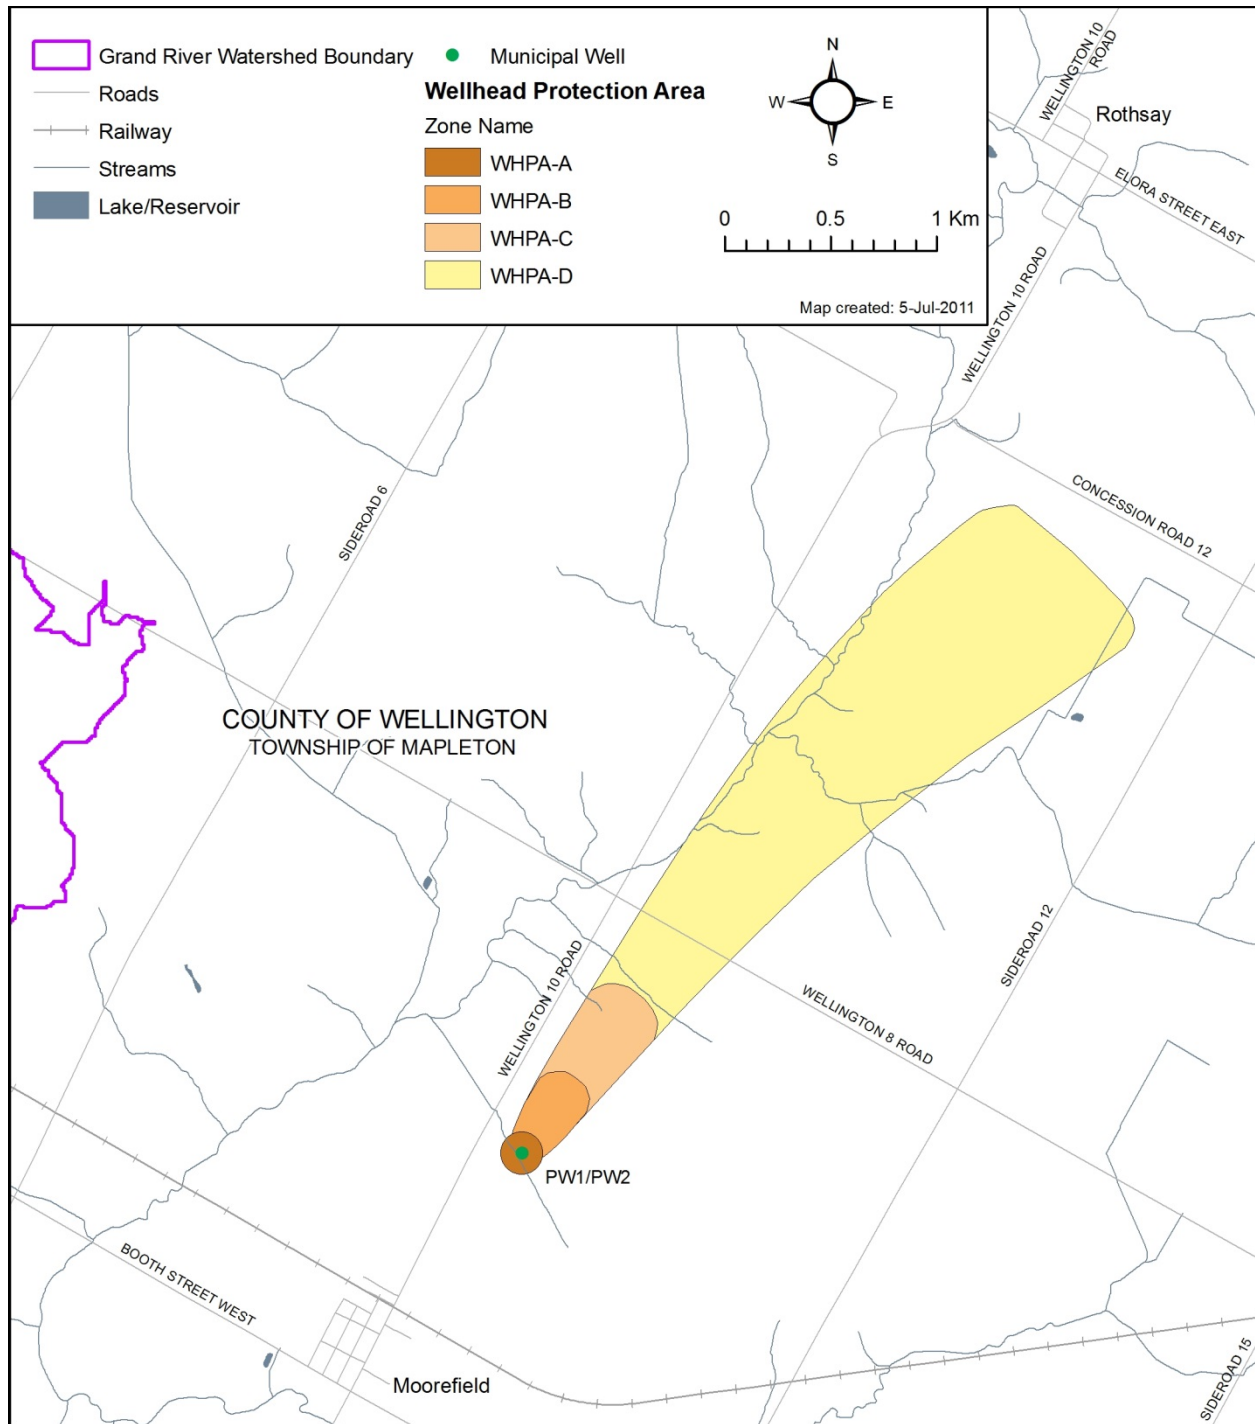 Grand River Watershed Boundary
Roads
Railway
Streams
Lake/Reservoir
Municipal Well
Wellhead Protection Area
Zone Name
WHPA-A
WHPA-B
WHPA-C
WHPA-D
N
W E
S
0 0.5 1 Km
Map created: 5-Jul-2011
WELLINGTON 10
ROAD
Rothsay
ELORA STREET EAST
WELLINGTON 10 ROAD
CONCESSION ROAD 12
SIDEROAD 6
COUNTY OF WELLINGTON
TOWNSHIP OF MAPLETON
SIDEROAD 12
WELLINGTON 10 ROAD
WELLINGTON 8 ROAD
PW1/PW2
BOOTH STREET WEST
Moorefield
SIDEROAD 15